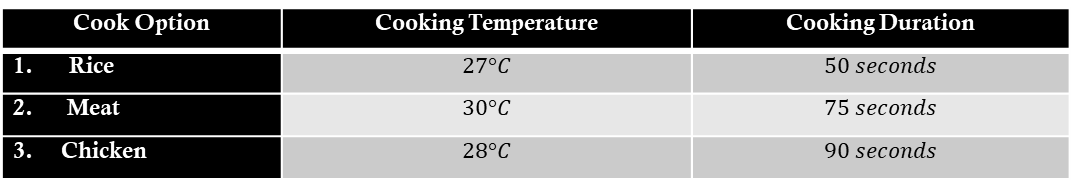 Cook Option Cooking Temperature Cooking Duration
1. Rice 27°C 50 seconds
2. Meat 30°C 75 seconds
3. Chicken 28°C 90 seconds